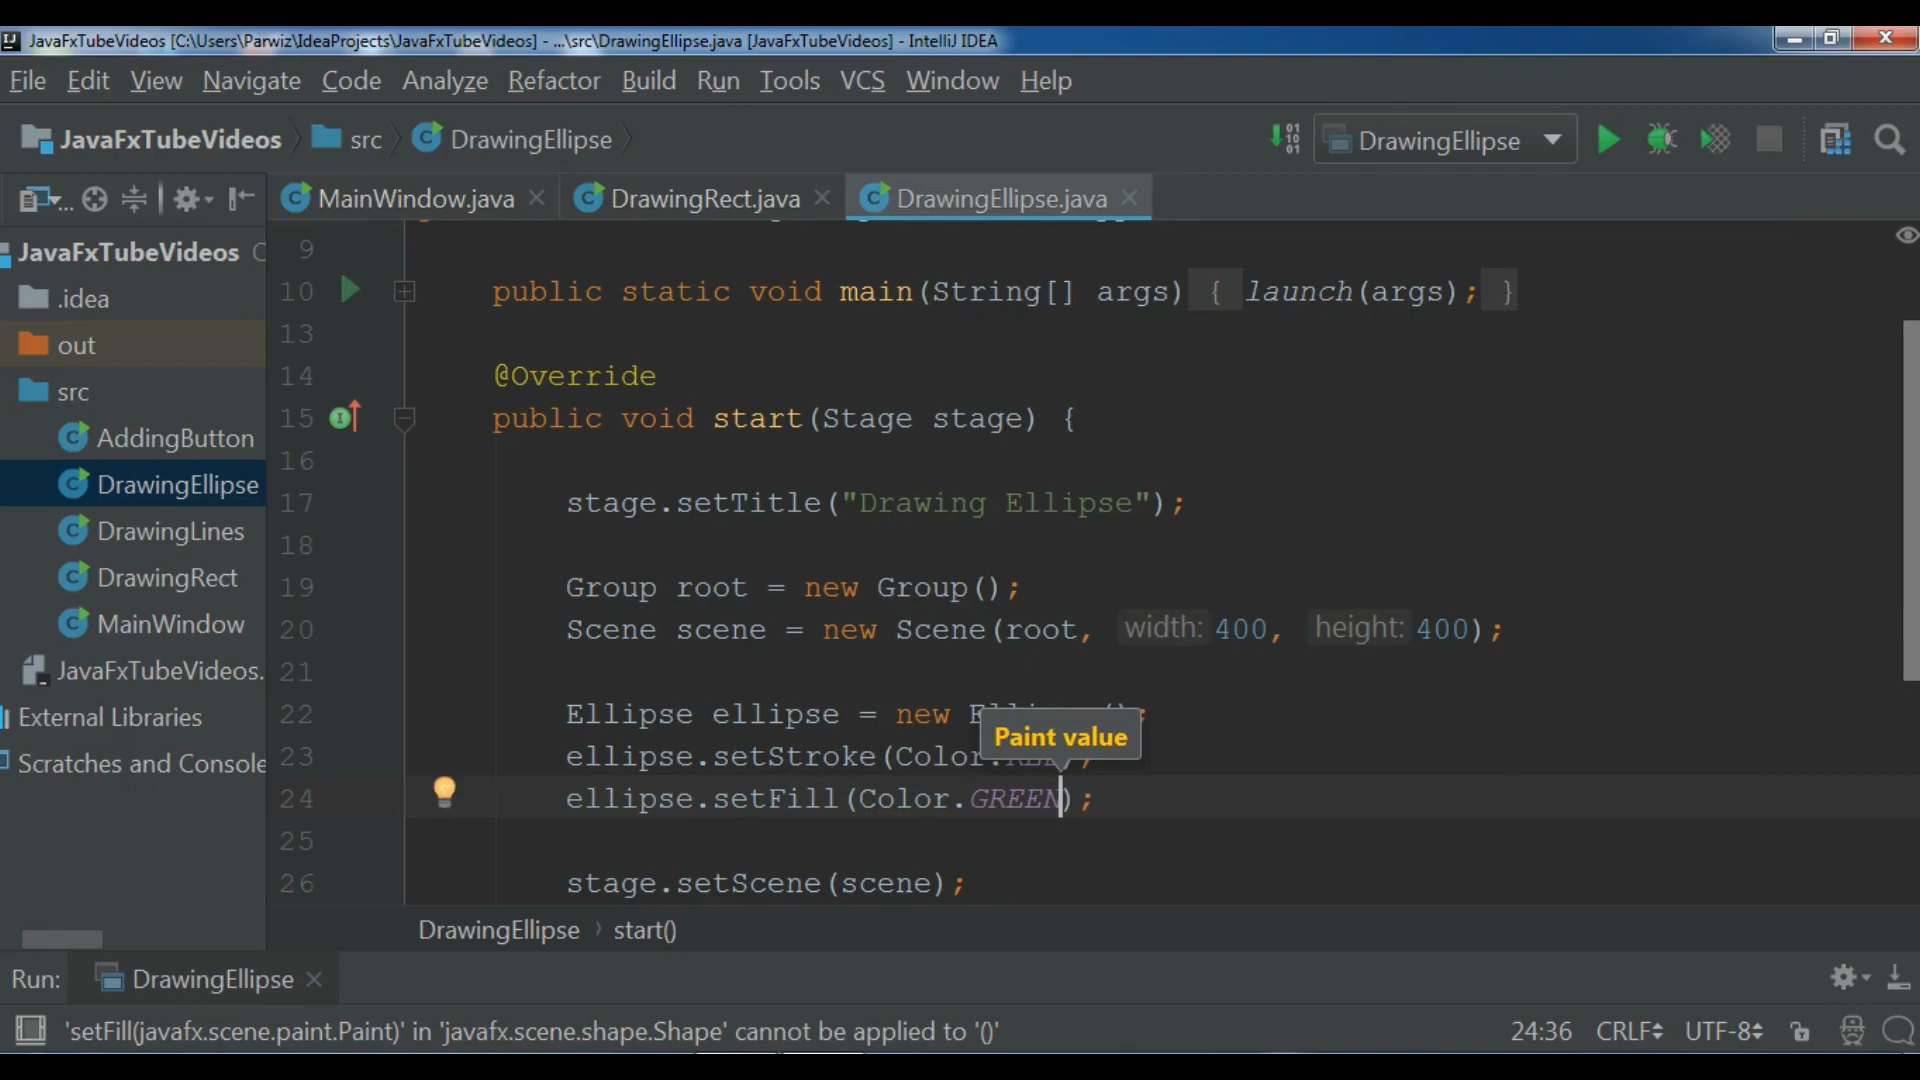 JavaFxTubeVideos [C:\Users\Parwiz\IdeaProjects\JavaFxTubeVideos] - ...\src\DrawingEllipse.java [JavaFxTubeVideos] - IntelliJ IDEA
File Edit View Navigate Code Analyze Refactor Build Run Tools VCS Window Help
JavaFxTubeVideos src DrawingEllipse DrawingEllipse
MainWindow.java DrawingRect.java DrawingEllipse.java
JavaFxTubeVideos
.idea
out
src
AddingButton
DrawingEllipse
DrawingLines
DrawingRect
MainWindow
JavaFxTubeVideos.
External Libraries
Scratches and Console
9
10 public static void main(String[] args) { launch(args); }
13
14 @Override
15 public void start(Stage stage) {
16
17 stage.setTitle("Drawing Ellipse");
18
19 Group root = new Group();
20 Scene scene = new Scene(root, width: 400, height: 400);
21
22 Ellipse ellipse = new
Paint value
23 ellipse.setStroke(Color.
24 ellipse.setFill(Color.GREEN);
25
26 stage.setScene(scene);
DrawingEllipse start()
Run: DrawingEllipse
'setFill(javafx.scene.paint.Paint)' in 'javafx.scene.shape.Shape' cannot be applied to '()'
24:36 CRLF UTF-8